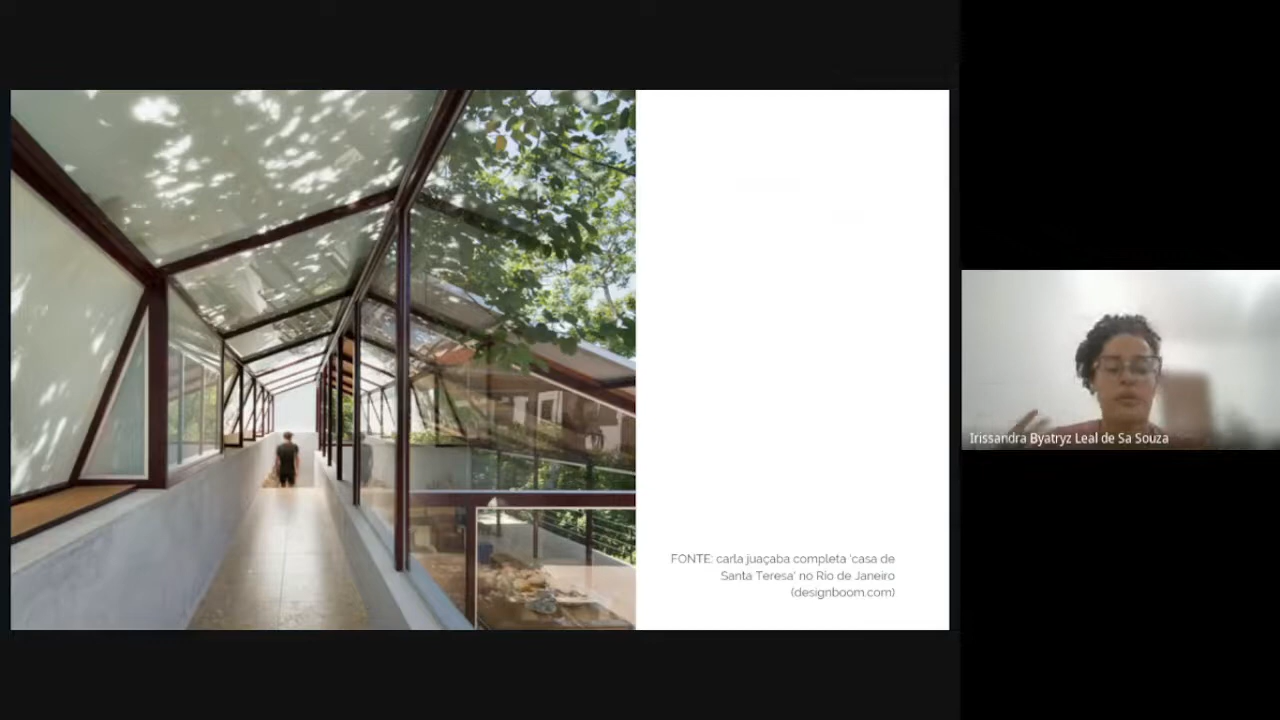 FONTE: carla juaçaba completa 'casa de
Santa Teresa' no Rio de Janeiro
(designboom.com)
Irissandra Byatryz Leal de Sa Souza